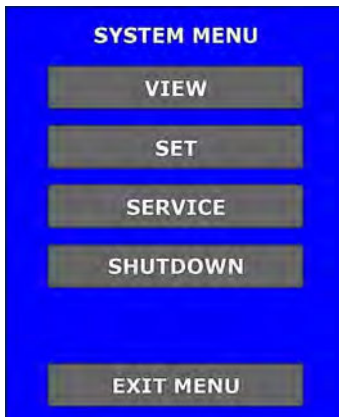 SYSTEM MENU
VIEW
SET
SERVICE
SHUTDOWN
EXIT MENU